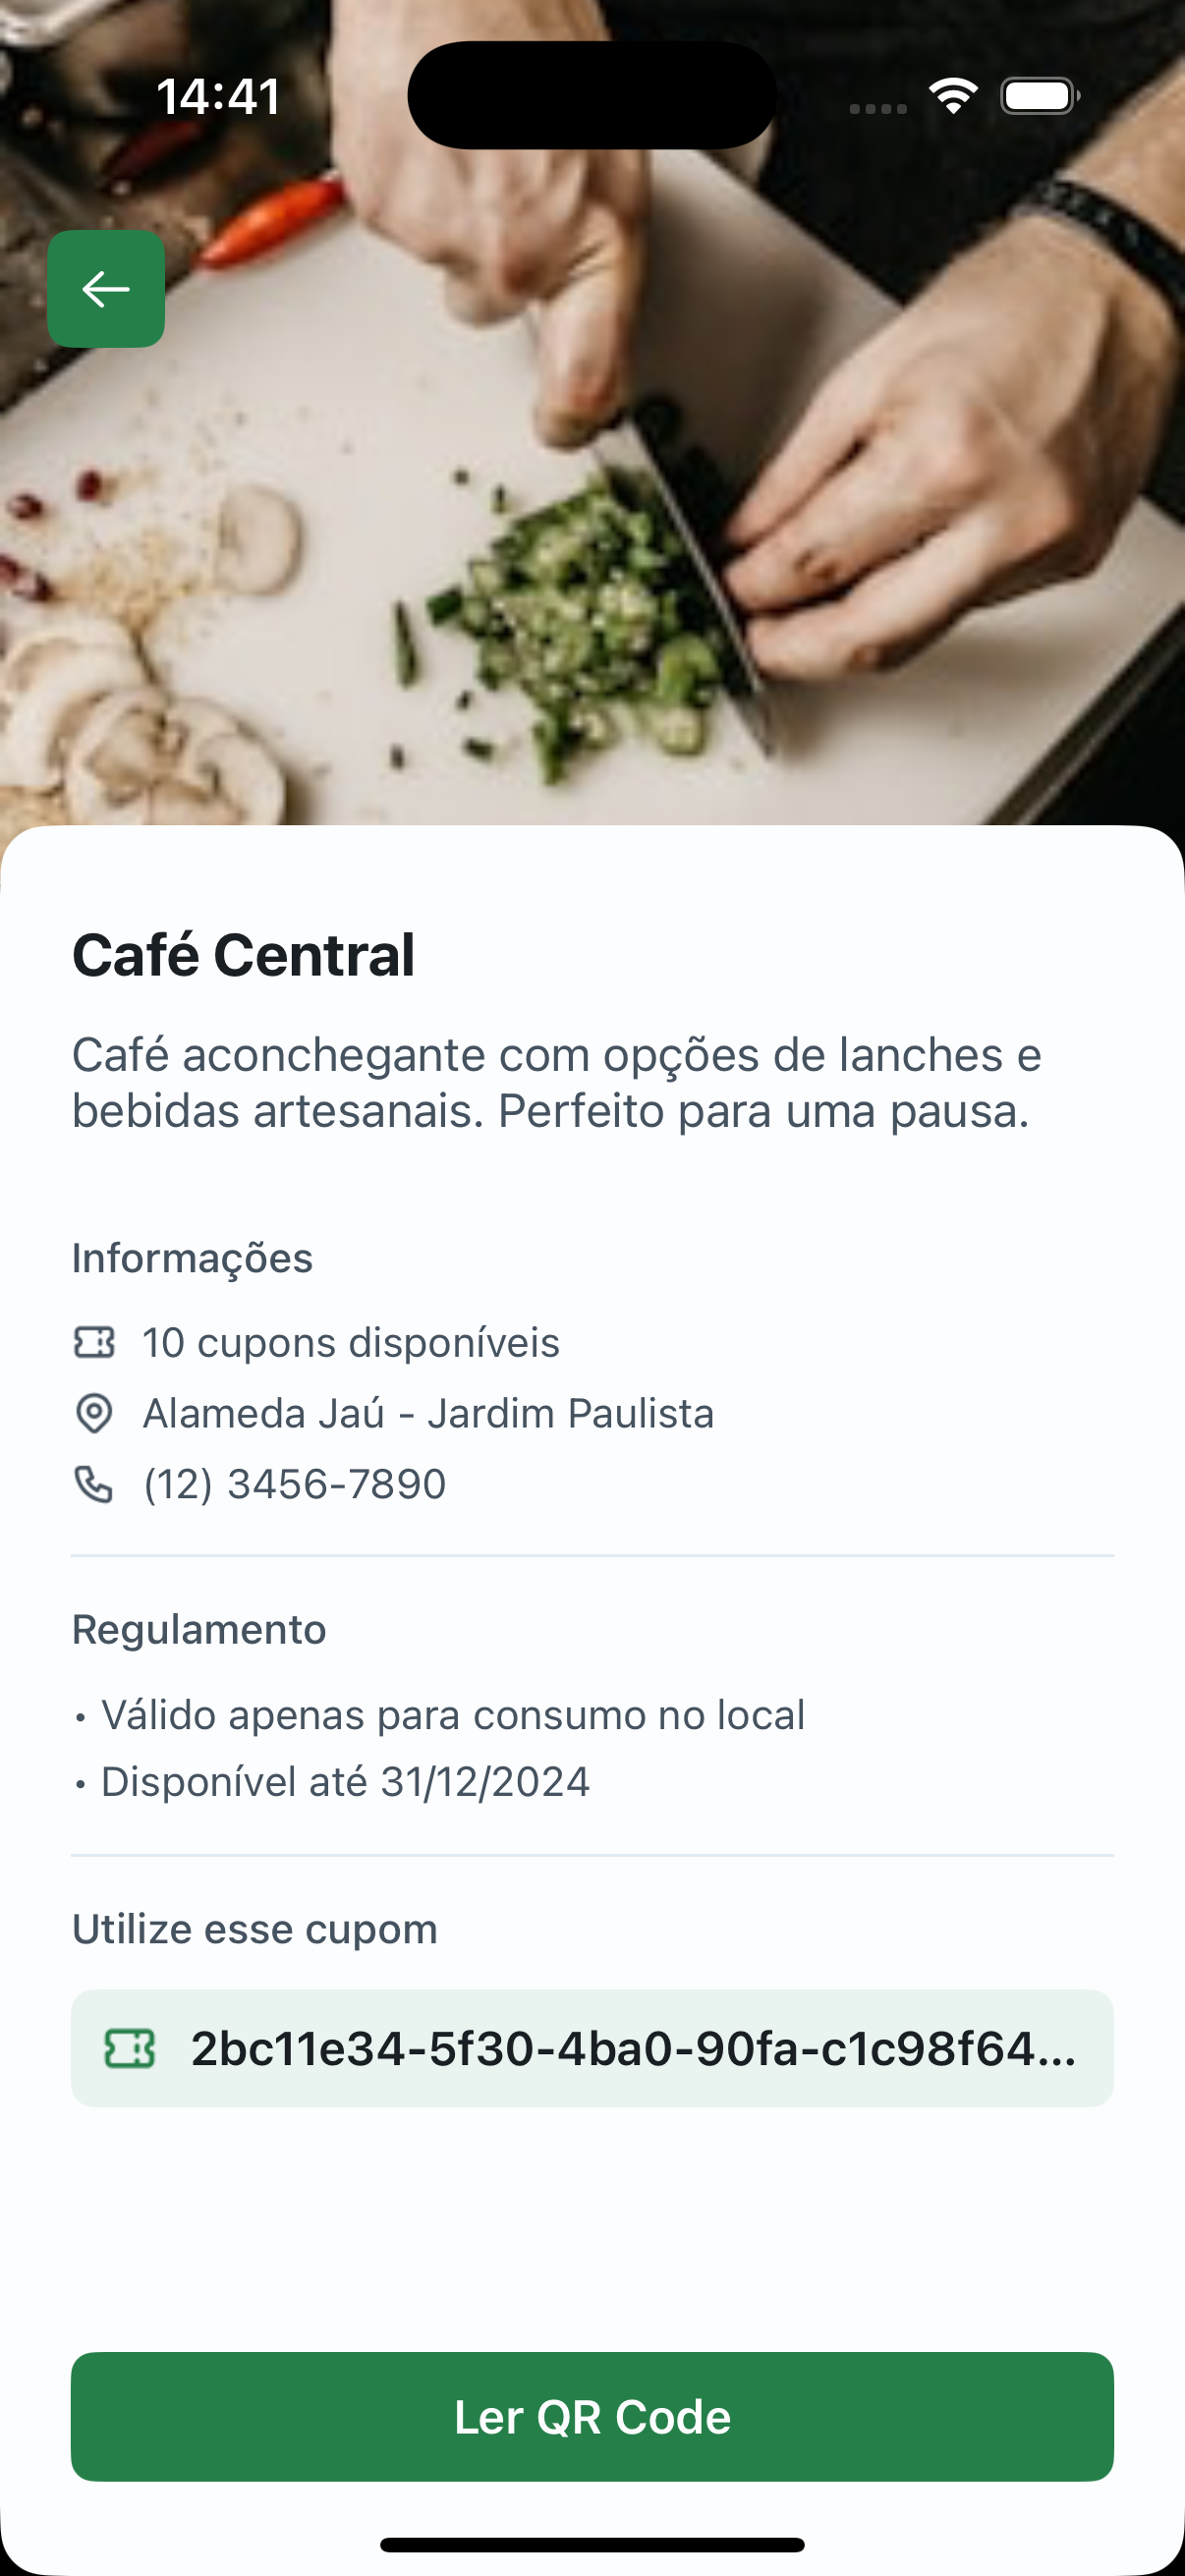 14:41
Café Central
Café aconchegante com opções de lanches e
bebidas artesanais. Perfeito para uma pausa.
Informações
10 cupons disponíveis
Alameda Jaú - Jardim Paulista
(12) 3456-7890
Regulamento
• Válido apenas para consumo no local
• Disponível até 31/12/2024
Utilize esse cupom
2bc11e34-5f30-4ba0-90fa-c1c98f64...
Ler QR Code